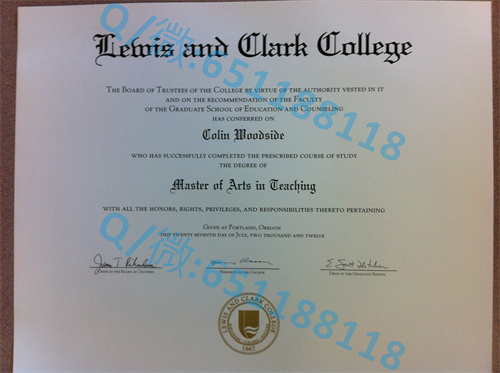 Lewis and Clark College
THE BOARD OF TRUSTEES OF THE COLLEGE BY VIRTUE OF THE AUTHORITY VESTED IN IT
AND ON THE RECOMMENDATION OF THE FACULTY
OF THE GRADUATE SCHOOL OF EDUCATION AND COUNSELING
HAS CONFERRED ON
Colin Woodside
WHO HAS SUCCESSFULLY COMPLETED THE PRESCRIBED COURSE OF STUDY
THE DEGREE OF
Master of Arts in Teaching
WITH ALL THE HONORS, RIGHTS, PRIVILEGES, AND RESPONSIBILITIES THERETO PERTAINING
GIVEN AT PORTLAND, OREGON
THIS TWENTY SEVENTH DAY OF JULY, TWO THOUSAND AND TWELVE
CHAIR OF THE BOARD OF TRUSTEES
PRESIDENT OF THE COLLEGE
DEAN OF THE GRADUATE SCHOOL
LEWIS AND CLARK COLLEGE
1867
Q/微:651188118
Q/微:651188118